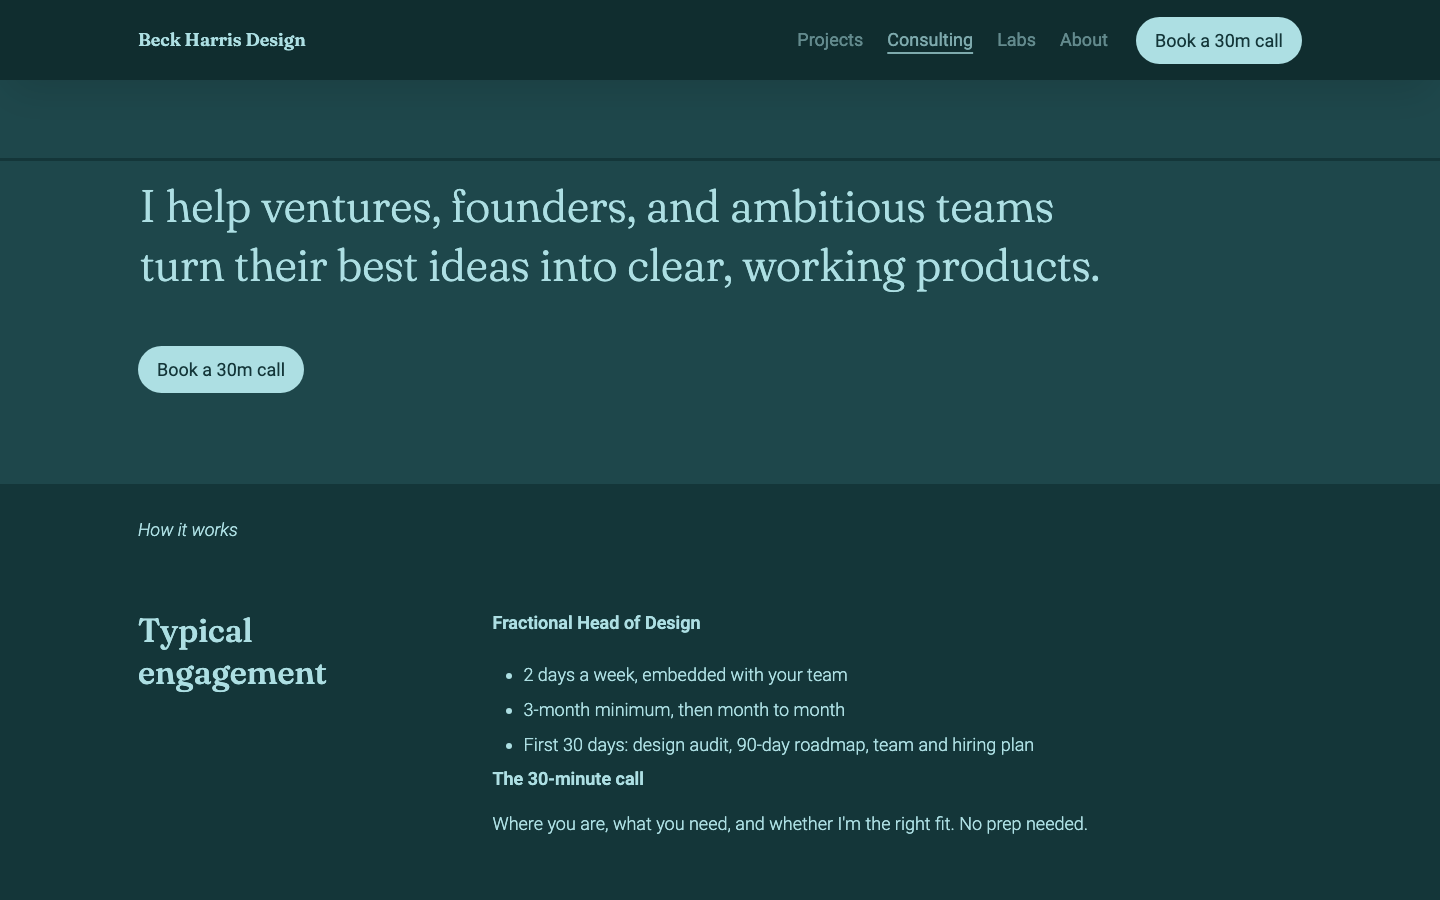 Beck Harris Design
Projects Consulting Labs About Book a 30m call
I help ventures, founders, and ambitious teams
turn their best ideas into clear, working products.
Book a 30m call
How it works
Typical
engagement
Fractional Head of Design
• 2 days a week, embedded with your team
• 3-month minimum, then month to month
• First 30 days: design audit, 90-day roadmap, team and hiring plan
The 30-minute call
Where you are, what you need, and whether I'm the right fit. No prep needed.